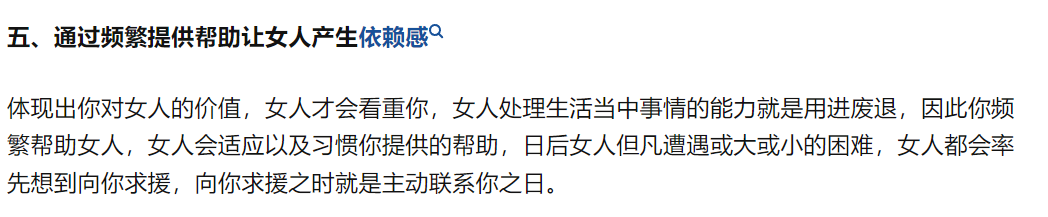 五、通过频繁提供帮助让女人产生依赖感
体现出你对女人的价值，女人才会看重你，女人处理生活当中事情的能力就是用进废退，因此你频
繁帮助女人，女人会适应以及习惯你提供的帮助，日后女人但凡遭遇或大或小的困难，女人都会率
先想到向你求援，向你求援之时就是主动联系你之日。